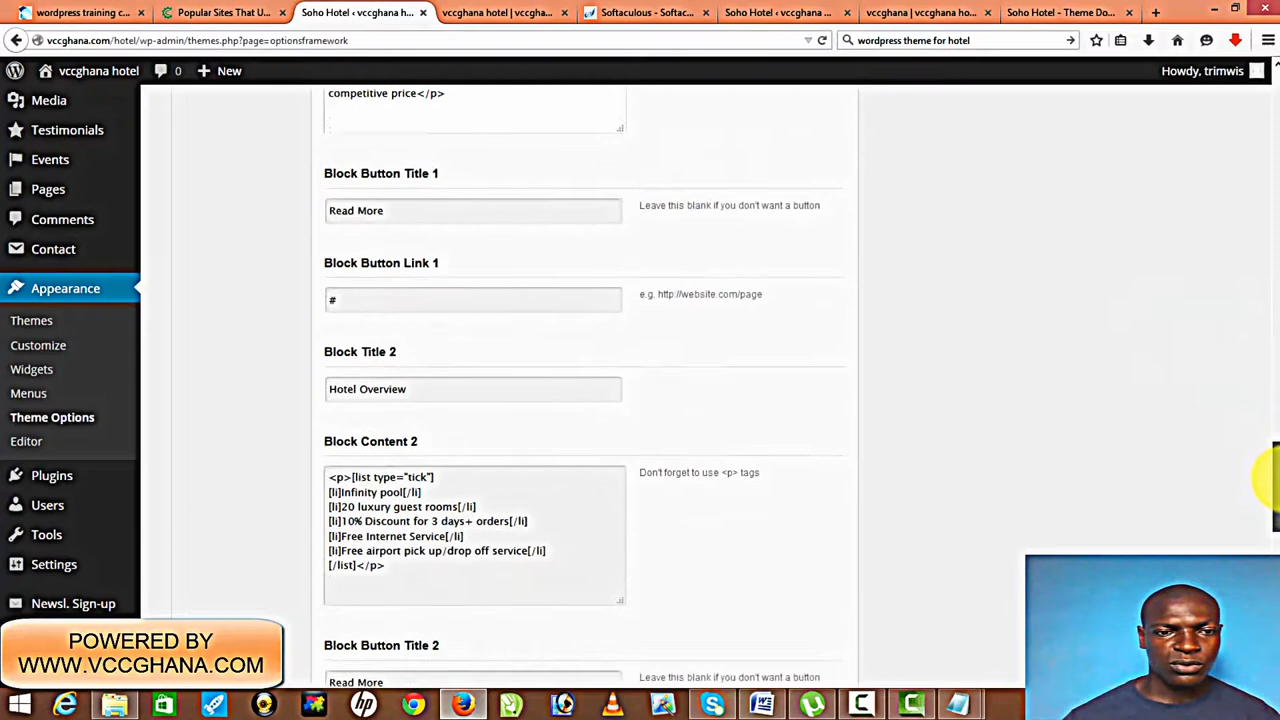 wordpress training c...
Popular Sites That U...
Soho Hotel ‹ vccghana h...
vccghana hotel | vccgha...
Softaculous - Softac...
Soho Hotel ‹ vccghana ...
vccghana | vccghana ho...
Soho Hotel - Theme Do...
vccghana.com/hotel/wp-admin/themes.php?page=optionsframework
wordpress theme for hotel
vccghana hotel
0
New
Howdy, trimwis
Media
Testimonials
Events
Pages
Comments
Contact
Appearance
Themes
Customize
Widgets
Menus
Theme Options
Editor
Plugins
Users
Tools
Settings
Newsl. Sign-up
competitive price</p>
Block Button Title 1
Read More
Leave this blank if you don't want a button
Block Button Link 1
#
e.g. http://website.com/page
Block Title 2
Hotel Overview
Block Content 2
<p>[list type="tick"]
[li]Infinity pool[/li]
[li]20 luxury guest rooms[/li]
[li]10% Discount for 3 days+ orders[/li]
[li]Free Internet Service[/li]
[li]Free airport pick up/drop off service[/li]
[/list]</p>
Don't forget to use <p> tags
Block Button Title 2
Read More
Leave this blank if you don't want a button
POWERED BY
WWW.VCCGHANA.COM